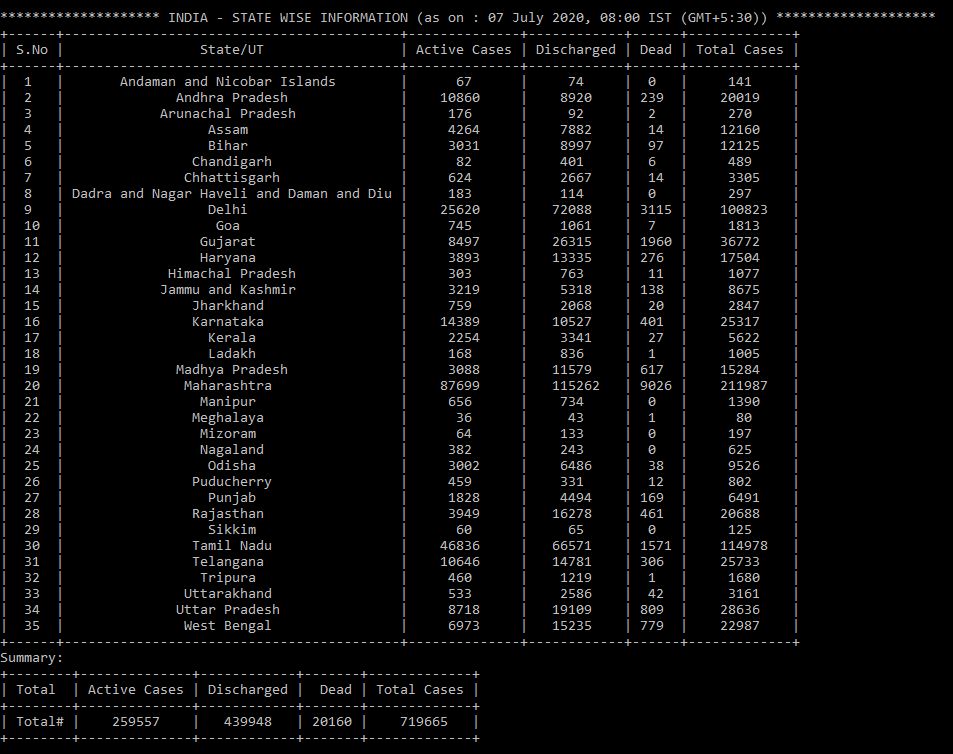 ******************** INDIA - STATE WISE INFORMATION (as on : 07 July 2020, 08:00 IST (GMT+5:30)) ********************
| S.No | State/UT | Active Cases | Discharged | Dead | Total Cases |
| 1 | Andaman and Nicobar Islands | 67 | 74 | 0 | 141 |
| 2 | Andhra Pradesh | 10860 | 8920 | 239 | 20019 |
| 3 | Arunachal Pradesh | 176 | 92 | 2 | 270 |
| 4 | Assam | 4264 | 7882 | 14 | 12160 |
| 5 | Bihar | 3031 | 8997 | 97 | 12125 |
| 6 | Chandigarh | 82 | 401 | 6 | 489 |
| 7 | Chhattisgarh | 624 | 2667 | 14 | 3305 |
| 8 | Dadra and Nagar Haveli and Daman and Diu | 183 | 114 | 0 | 297 |
| 9 | Delhi | 25620 | 72088 | 3115 | 100823 |
| 10 | Goa | 745 | 1061 | 7 | 1813 |
| 11 | Gujarat | 8497 | 26315 | 1960 | 36772 |
| 12 | Haryana | 3893 | 13335 | 276 | 17504 |
| 13 | Himachal Pradesh | 303 | 763 | 11 | 1077 |
| 14 | Jammu and Kashmir | 3219 | 5318 | 138 | 8675 |
| 15 | Jharkhand | 759 | 2068 | 20 | 2847 |
| 16 | Karnataka | 14389 | 10527 | 401 | 25317 |
| 17 | Kerala | 2254 | 3341 | 27 | 5622 |
| 18 | Ladakh | 168 | 836 | 1 | 1005 |
| 19 | Madhya Pradesh | 3088 | 11579 | 617 | 15284 |
| 20 | Maharashtra | 87699 | 115262 | 9026 | 211987 |
| 21 | Manipur | 656 | 734 | 0 | 1390 |
| 22 | Meghalaya | 36 | 43 | 1 | 80 |
| 23 | Mizoram | 64 | 133 | 0 | 197 |
| 24 | Nagaland | 382 | 243 | 0 | 625 |
| 25 | Odisha | 3002 | 6486 | 38 | 9526 |
| 26 | Puducherry | 459 | 331 | 12 | 802 |
| 27 | Punjab | 1828 | 4494 | 169 | 6491 |
| 28 | Rajasthan | 3949 | 16278 | 461 | 20688 |
| 29 | Sikkim | 60 | 65 | 0 | 125 |
| 30 | Tamil Nadu | 46836 | 66571 | 1571 | 114978 |
| 31 | Telangana | 10646 | 14781 | 306 | 25733 |
| 32 | Tripura | 460 | 1219 | 1 | 1680 |
| 33 | Uttarakhand | 533 | 2586 | 42 | 3161 |
| 34 | Uttar Pradesh | 8718 | 19109 | 809 | 28636 |
| 35 | West Bengal | 6973 | 15235 | 779 | 22987 |
Summary:
| Total | Active Cases | Discharged | Dead | Total Cases |
| Total# | 259557 | 439948 | 20160 | 719665 |